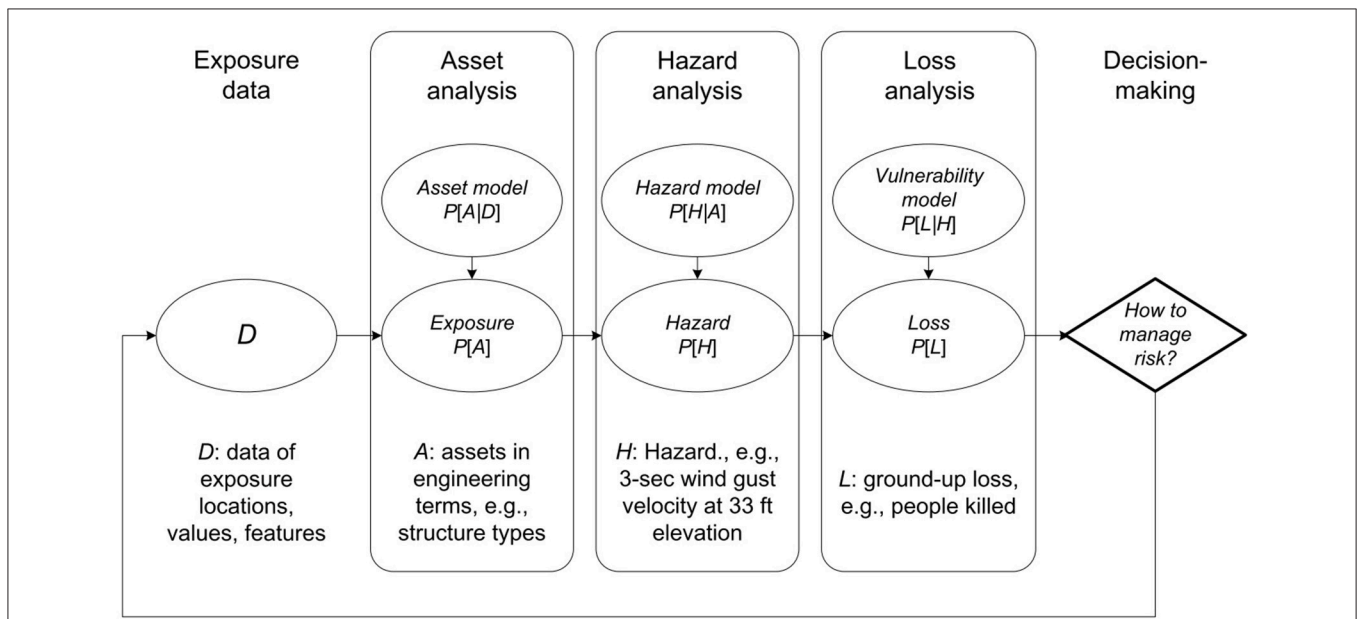 Exposure
data
Asset
analysis
Hazard
analysis
Loss
analysis
Decision-
making
Asset model
P[A|D]
Hazard model
P[H|A]
Vulnerability
model
P[L|H]
D
Exposure
P[A]
Hazard
P[H]
Loss
P[L]
How to
manage
risk?
D: data of
exposure
locations,
values, features
A: assets in
engineering
terms, e.g.,
structure types
H: Hazard., e.g.,
3-sec wind gust
velocity at 33 ft
elevation
L: ground-up loss,
e.g., people killed